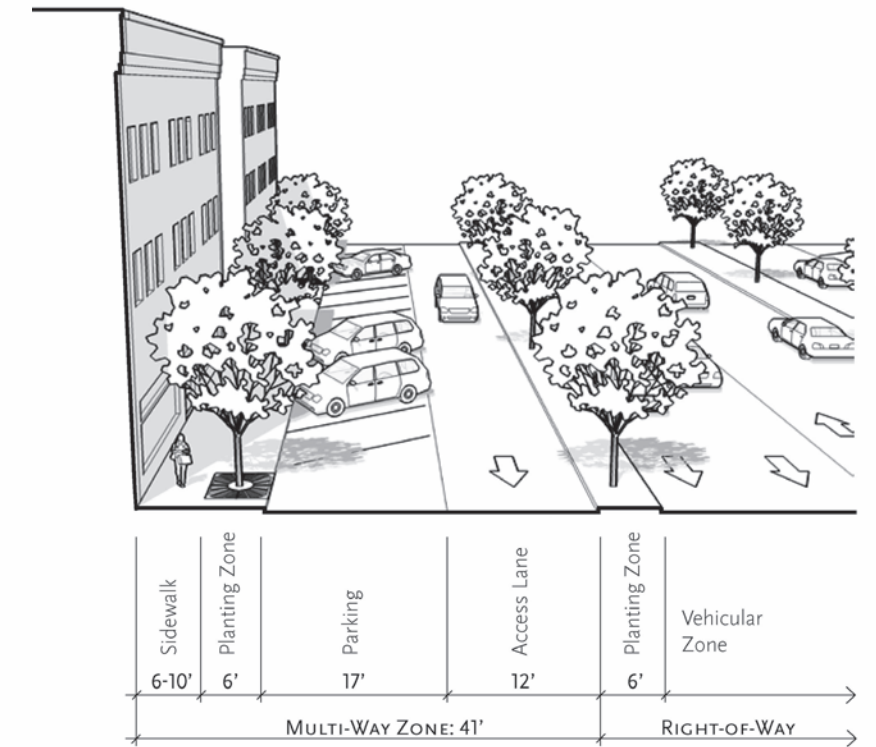 Sidewalk
Planting Zone
Parking
Access Lane
Planting Zone
Vehicular
Zone
6-10’
6’
17’
12’
6’
Multi-Way Zone: 41’
Right-of-Way